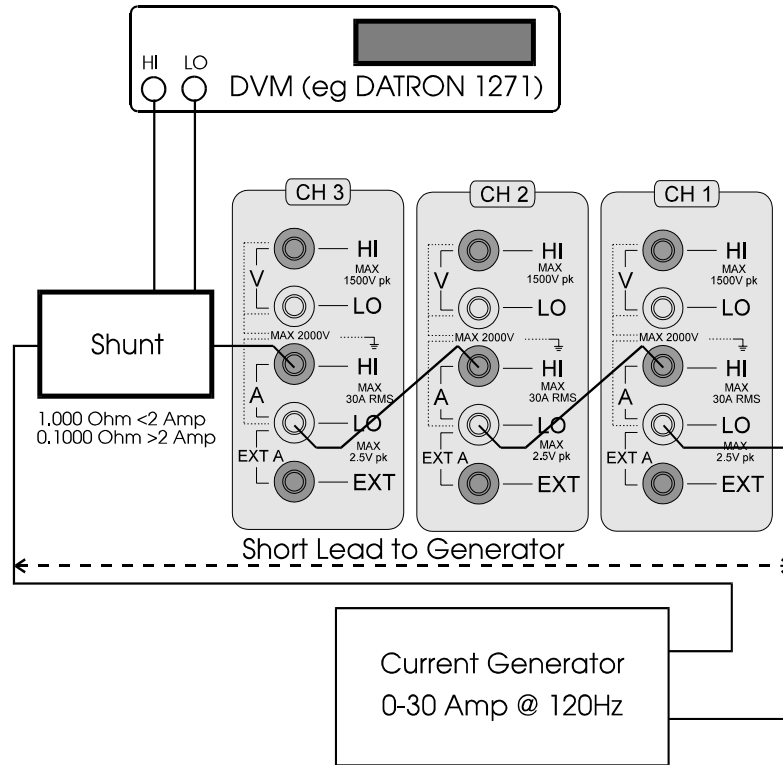 HI LO
DVM (eg DATRON 1271)
CH 3
V
HI
MAX
1500V pk
LO
MAX 2000V
HI
MAX
30A RMS
A
LO
MAX
2.5V pk
EXT A
EXT
CH 2
V
HI
MAX
1500V pk
LO
MAX 2000V
HI
MAX
30A RMS
A
LO
MAX
2.5V pk
EXT A
EXT
CH 1
V
HI
MAX
1500V pk
LO
MAX 2000V
HI
MAX
30A RMS
A
LO
MAX
2.5V pk
EXT A
EXT
Shunt
1.000 Ohm <2 Amp
0.1000 Ohm >2 Amp
Short Lead to Generator
Current Generator
0-30 Amp @ 120Hz